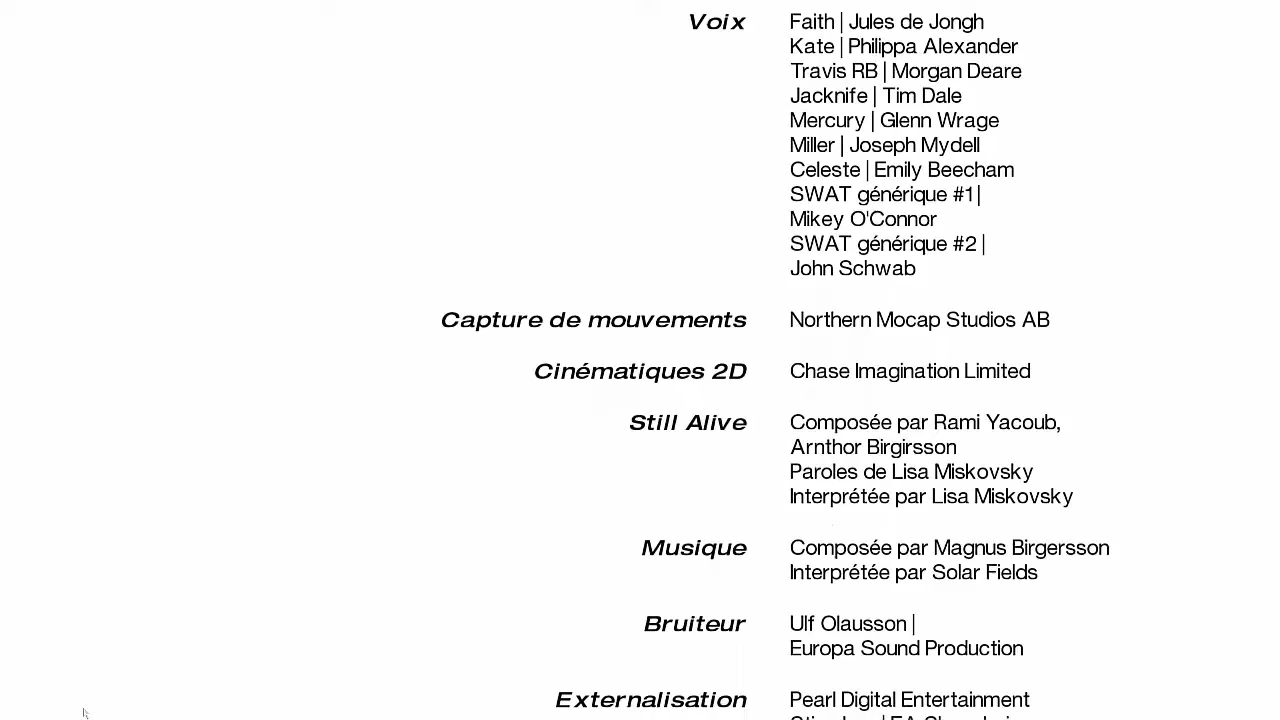 Voix Faith | Jules de Jongh
Kate | Philippa Alexander
Travis RB | Morgan Deare
Jacknife | Tim Dale
Mercury | Glenn Wrage
Miller | Joseph Mydell
Celeste | Emily Beecham
SWAT générique #1|
Mikey O'Connor
SWAT générique #2 |
John Schwab
Capture de mouvements Northern Mocap Studios AB
Cinématiques 2D Chase Imagination Limited
Still Alive Composée par Rami Yacoub,
Arnthor Birgirsson
Paroles de Lisa Miskovsky
Interprétée par Lisa Miskovsky
Musique Composée par Magnus Birgersson
Interprétée par Solar Fields
Bruiteur Ulf Olausson |
Europa Sound Production
Externalisation Pearl Digital Entertainment